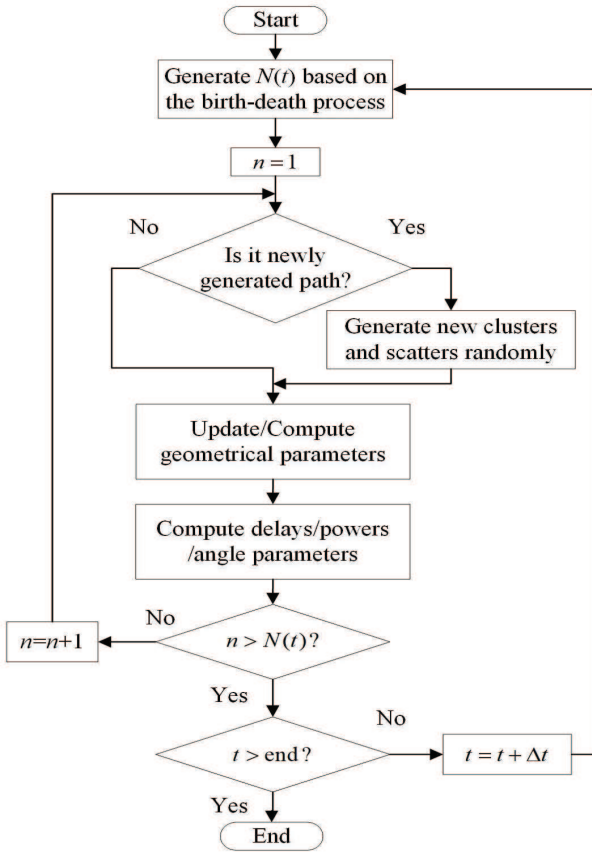 Start
Generate N(t) based on
the birth-death process
n = 1
No
Yes
Is it newly
generated path?
Generate new clusters
and scatters randomly
Update/Compute
geometrical parameters
Compute delays/powers
/angle parameters
No
n=n+1
n > N(t)?
Yes
No
t > end?
t = t + Δt
Yes
End